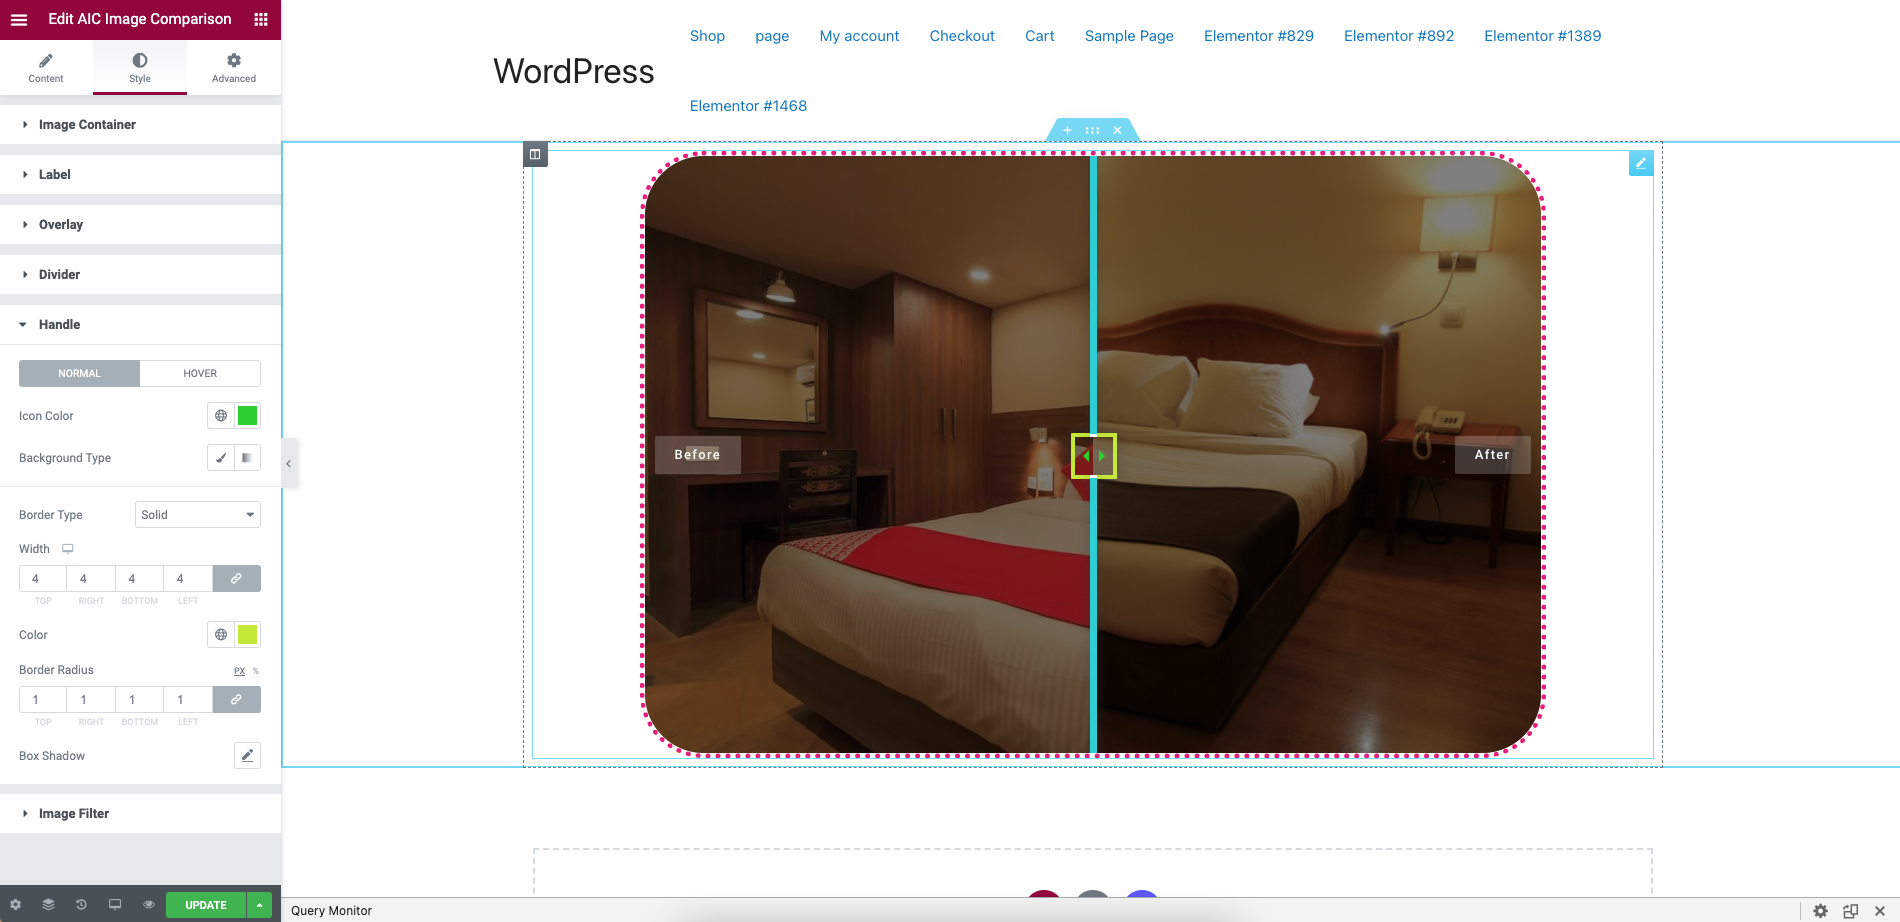 Edit AIC Image Comparison
Content
Style
Advanced
Image Container
Label
Overlay
Divider
Handle
NORMAL
HOVER
Icon Color
Background Type
Border Type
Solid
Width
4 4 4 4
TOP RIGHT BOTTOM LEFT
Color
Border Radius
PX %
1 1 1 1
TOP RIGHT BOTTOM LEFT
Box Shadow
Image Filter
UPDATE
Shop page My account Checkout Cart Sample Page Elementor #829 Elementor #892 Elementor #1389
WordPress
Elementor #1468
Before
After
Query Monitor